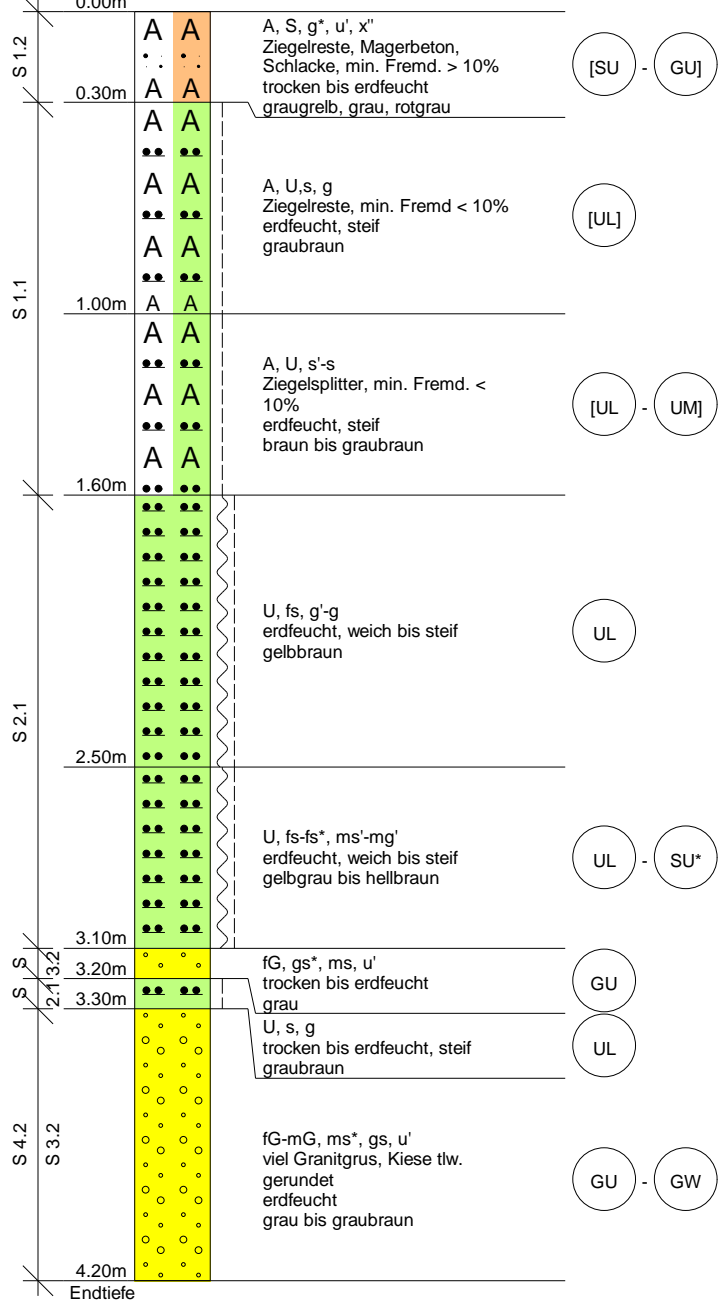 0.00m
S 1.2
A A
A A
A, S, g*, u', x''
Ziegelreste, Magerbeton,
Schlacke, min. Fremd. > 10%
trocken bis erdfeucht
graugrelb, grau, rotgrau
[SU - GU]
0.30m
S 1.1
A A
A A
A A
A A
A, U,s, g
Ziegelreste, min. Fremd < 10%
erdfeucht, steif
graubraun
[UL]
1.00m
A A
A A
A A
A, U, s'-s
Ziegelsplitter, min. Fremd. <
10%
erdfeucht, steif
braun bis graubraun
[UL - UM]
1.60m
S 2.1
U, fs, g'-g
erdfeucht, weich bis steif
gelbbraun
UL
2.50m
U, fs-fs*, ms'-mg'
erdfeucht, weich bis steif
gelbgrau bis hellbraun
UL - SU*
3.10m
S 3.2
fG, gs*, ms, u'
trocken bis erdfeucht
grau
GU
3.20m
S 2.1
U, s, g
trocken bis erdfeucht, steif
graubraun
UL
3.30m
S 4.2
S 3.2
fG-mG, ms*, gs, u'
viel Granitgrus, Kiese tlw.
gerundet
erdfeucht
grau bis graubraun
GU - GW
4.20m
Endtiefe